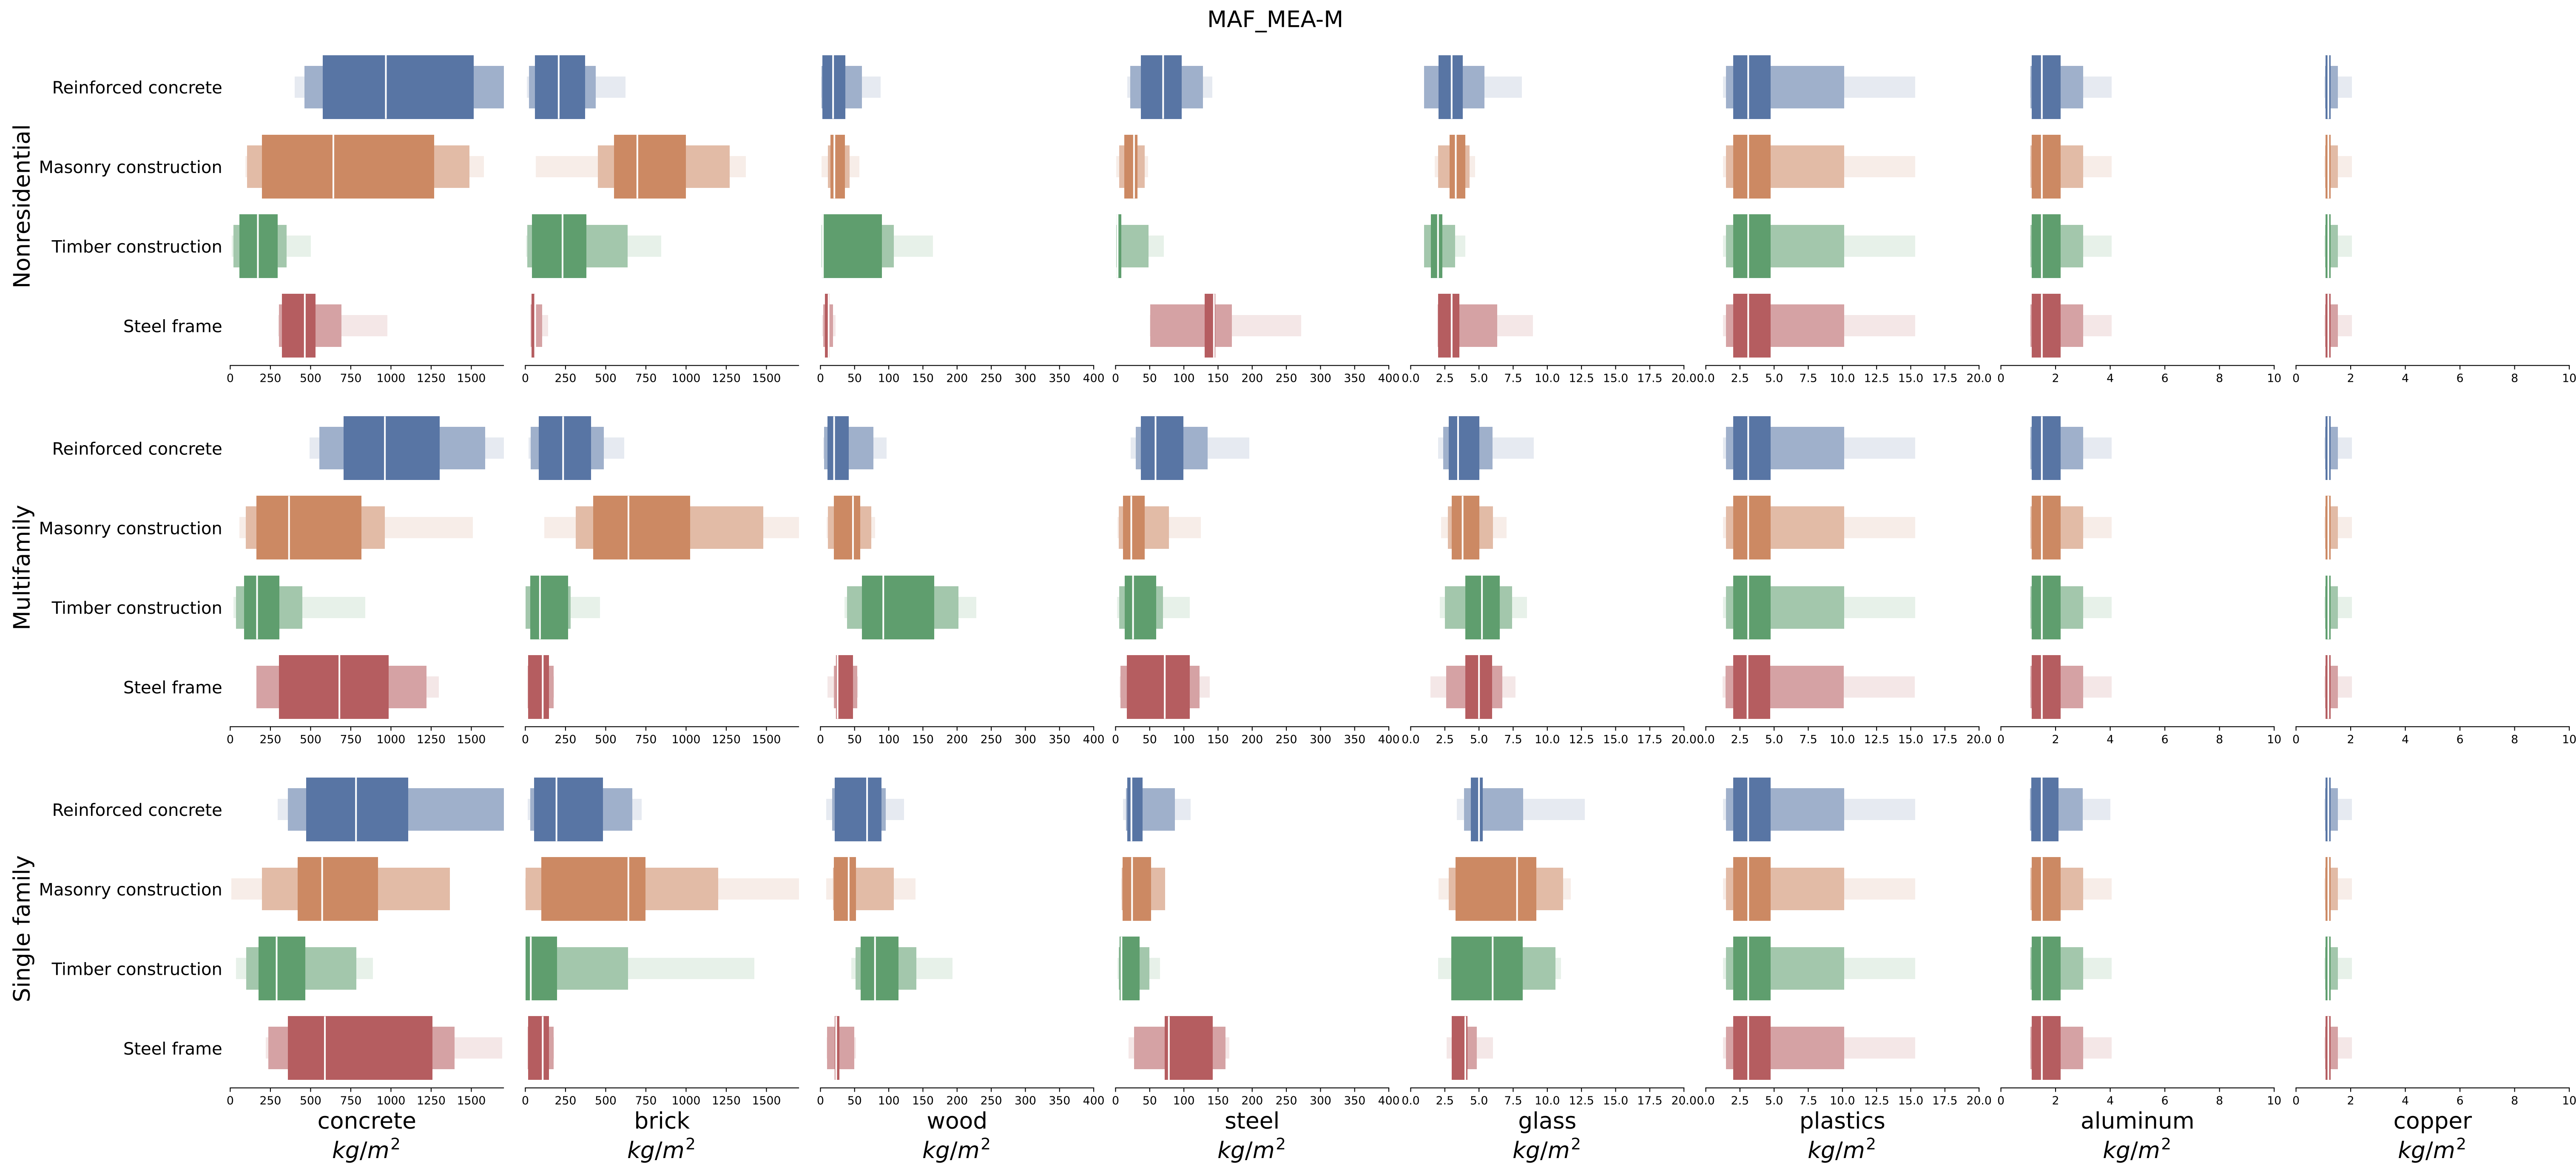 MAF_MEA-M
Nonresidential
Reinforced concrete
Masonry construction
Timber construction
Steel frame
0 250 500 750 1000 1250 1500
0 250 500 750 1000 1250 1500
0 50 100 150 200 250 300 350 400
0 50 100 150 200 250 300 350 400
0.0 2.5 5.0 7.5 10.0 12.5 15.0 17.5 20.0
0.0 2.5 5.0 7.5 10.0 12.5 15.0 17.5 20.0
0 2 4 6 8 10
0 2 4 6 8 10
Multifamily
Reinforced concrete
Masonry construction
Timber construction
Steel frame
0 250 500 750 1000 1250 1500
0 250 500 750 1000 1250 1500
0 50 100 150 200 250 300 350 400
0 50 100 150 200 250 300 350 400
0.0 2.5 5.0 7.5 10.0 12.5 15.0 17.5 20.0
0.0 2.5 5.0 7.5 10.0 12.5 15.0 17.5 20.0
0 2 4 6 8 10
0 2 4 6 8 10
Single family
Reinforced concrete
Masonry construction
Timber construction
Steel frame
0 250 500 750 1000 1250 1500
0 250 500 750 1000 1250 1500
0 50 100 150 200 250 300 350 400
0 50 100 150 200 250 300 350 400
0.0 2.5 5.0 7.5 10.0 12.5 15.0 17.5 20.0
0.0 2.5 5.0 7.5 10.0 12.5 15.0 17.5 20.0
0 2 4 6 8 10
0 2 4 6 8 10
concrete
kg/m²
brick
kg/m²
wood
kg/m²
steel
kg/m²
glass
kg/m²
plastics
kg/m²
aluminum
kg/m²
copper
kg/m²